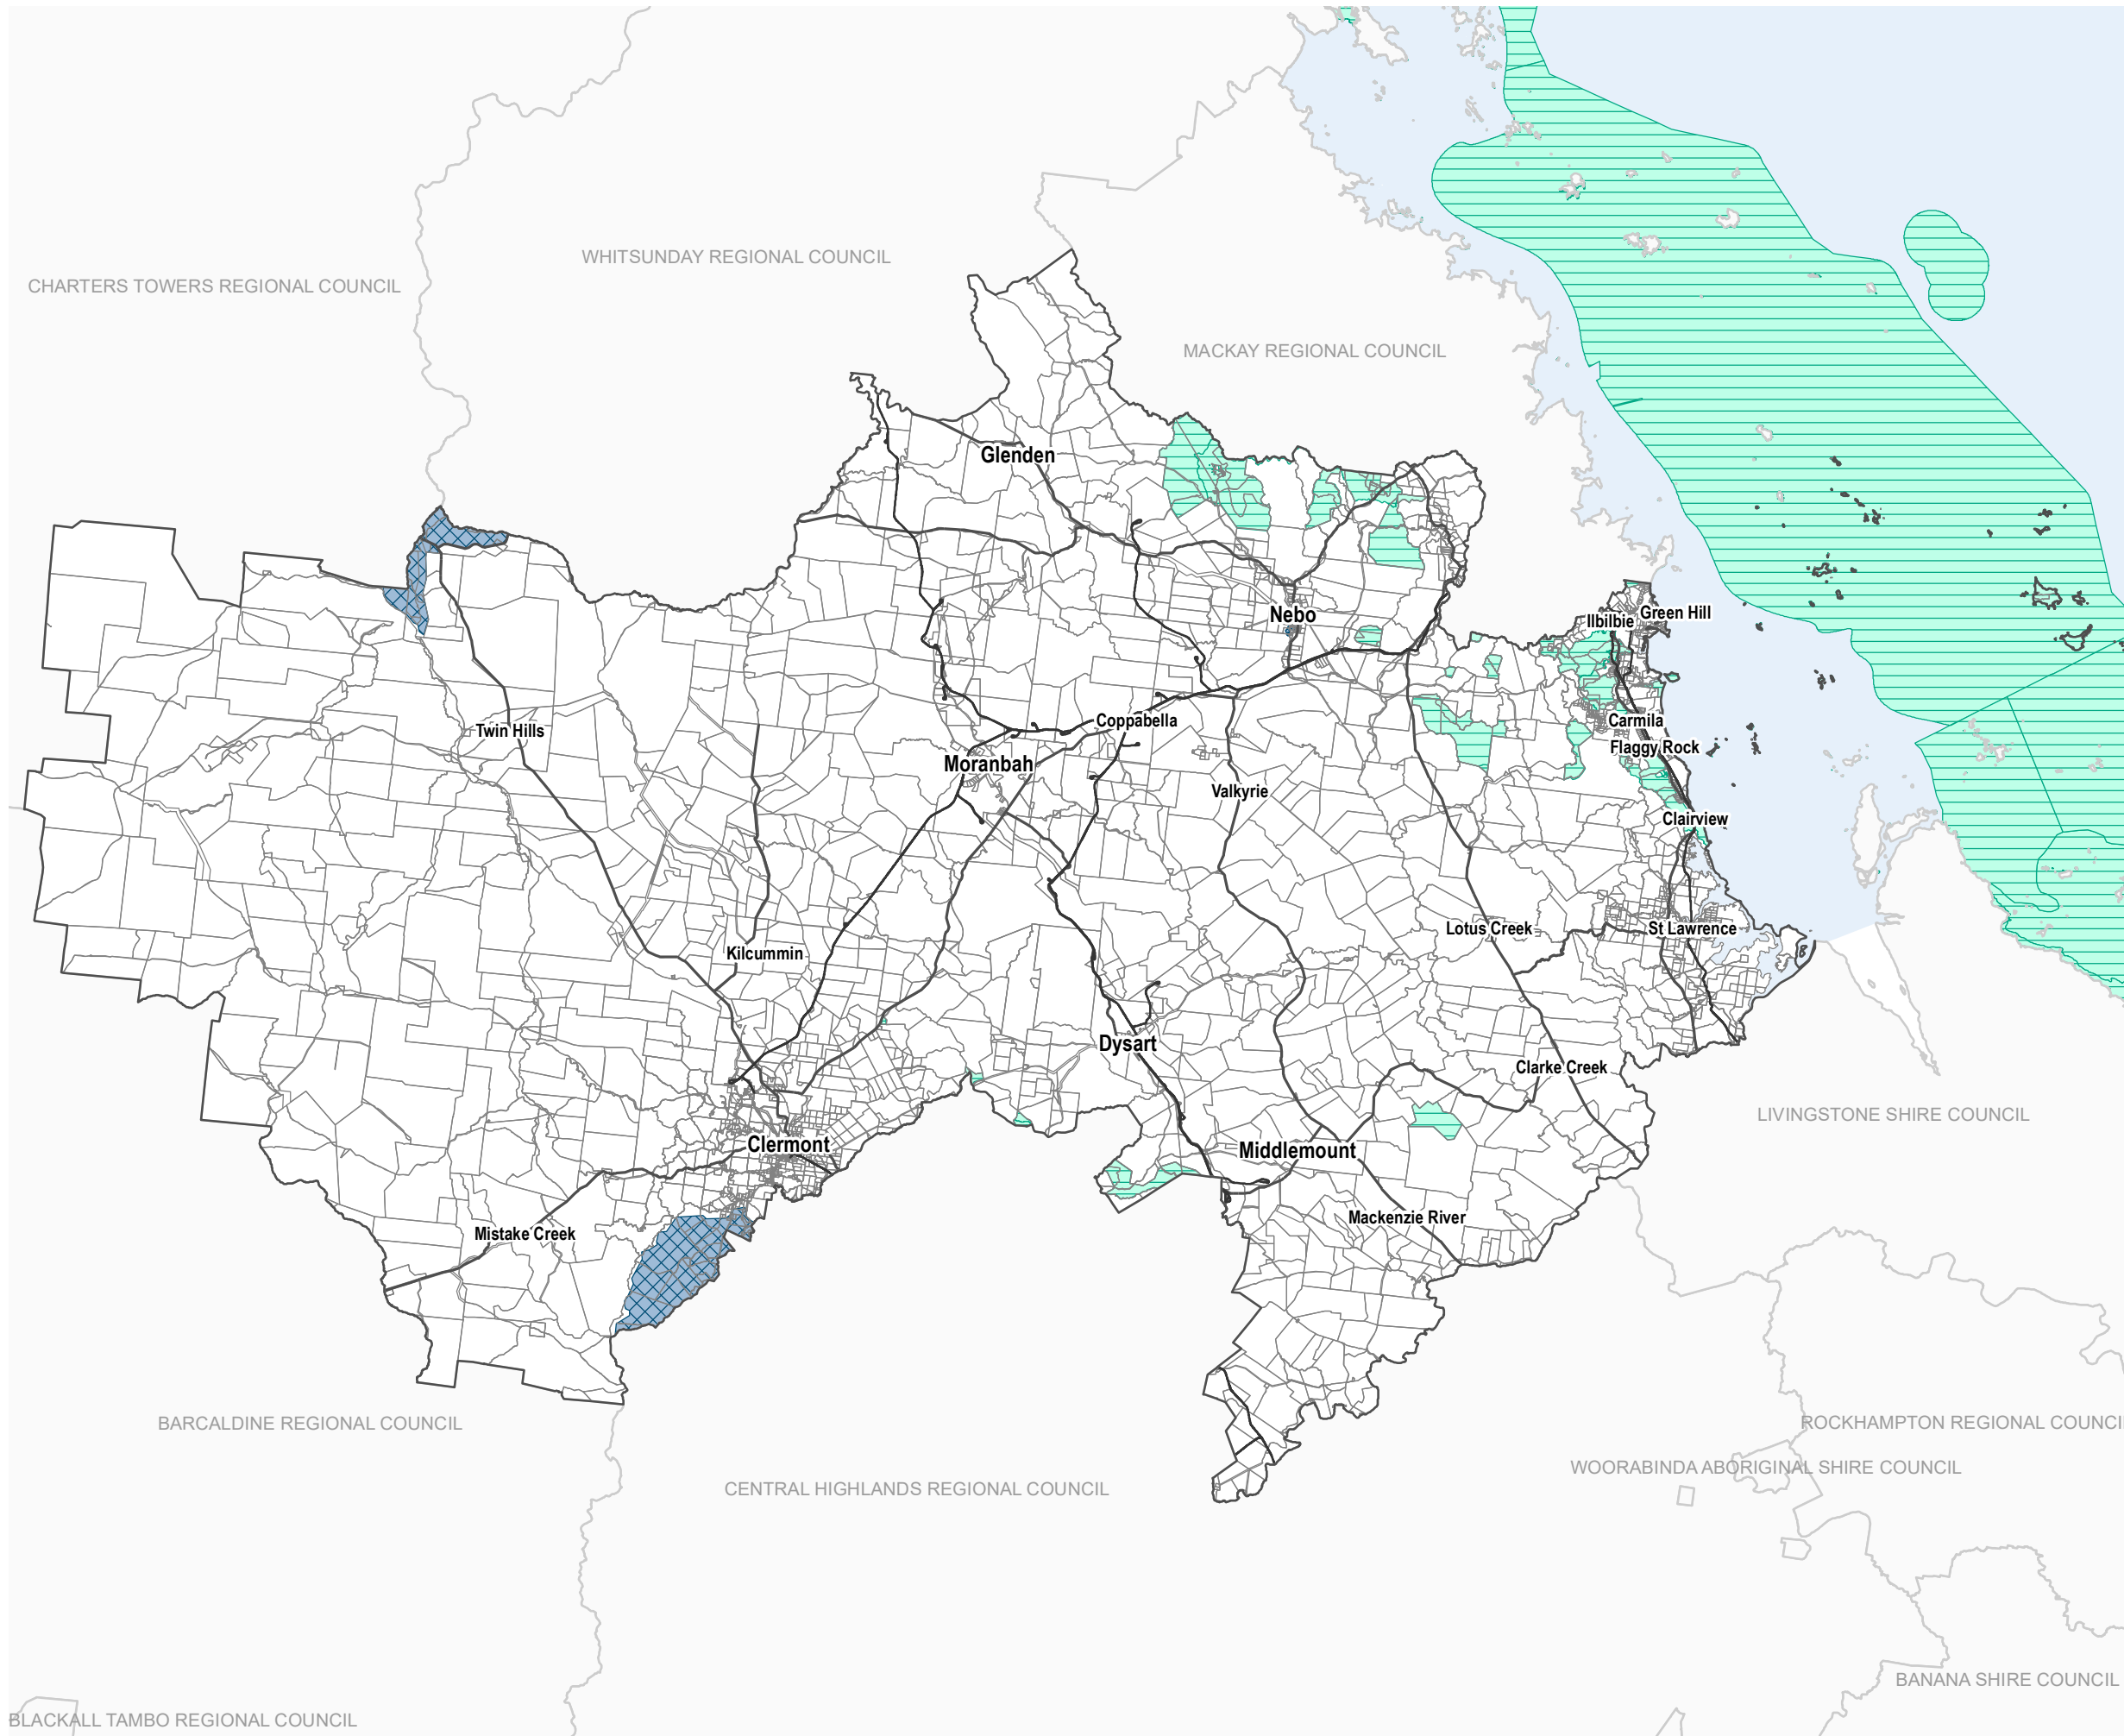 WHITSUNDAY REGIONAL COUNCIL
CHARTERS TOWERS REGIONAL COUNCIL
MACKAY REGIONAL COUNCIL
Glenden
Nebo
Green Hill
Ilbilbie
Carmila
Coppabella
Twin Hills
Flaggy Rock
Moranbah
Valkyrie
Clairview
Lotus Creek
St Lawrence
Kilcummin
Dysart
Clarke Creek
LIVINGSTONE SHIRE COUNCIL
Clermont
Middlemount
Mackenzie River
Mistake Creek
BARCALDINE REGIONAL COUNCIL
ROCKHAMPTON REGIONAL COUNCI
WOORABINDA ABORIGINAL SHIRE COUNCIL
CENTRAL HIGHLANDS REGIONAL COUNCIL
BANANA SHIRE COUNCIL
BLACKALL TAMBO REGIONAL COUNCIL